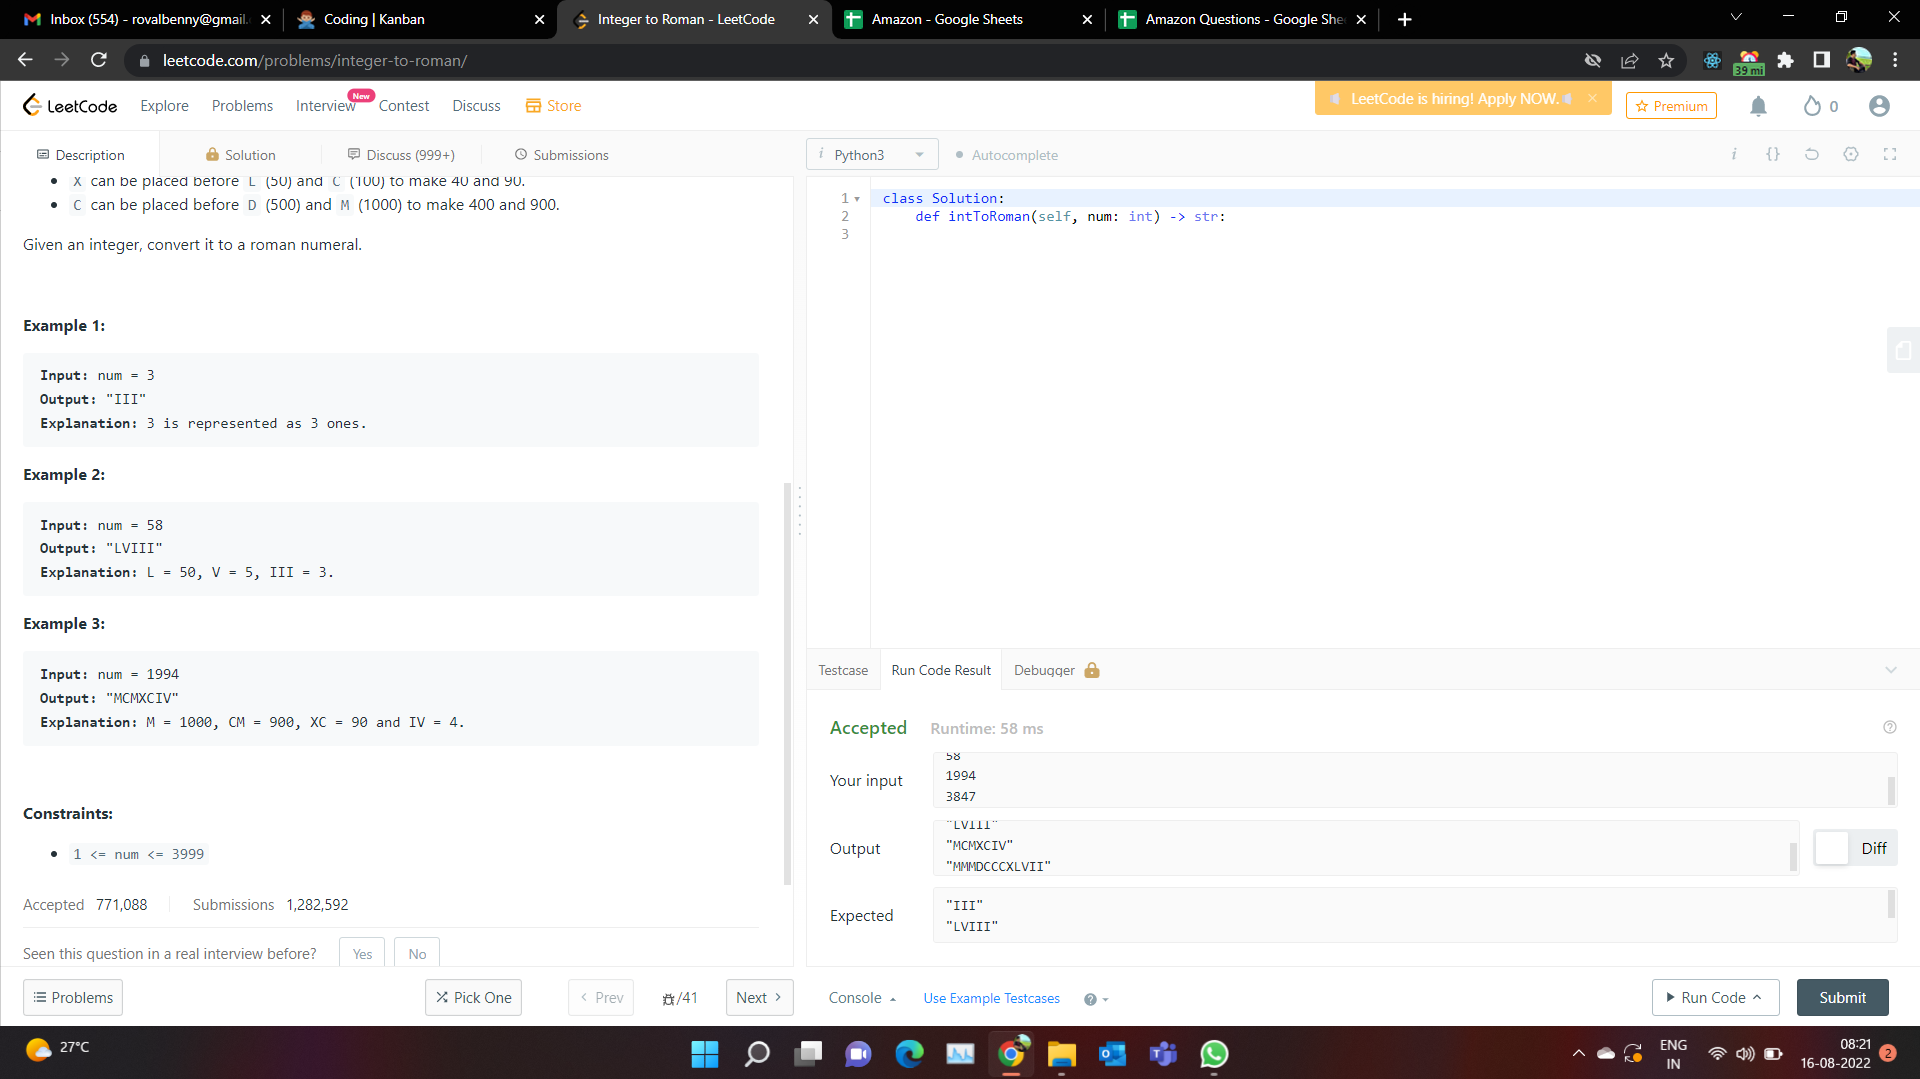 Inbox (554) - rovalbenny@gmail.
Coding | Kanban
Integer to Roman - LeetCode
Amazon - Google Sheets
Amazon Questions - Google She
leetcode.com/problems/integer-to-roman/
39 mi
LeetCode
Explore
Problems
Interview
New
Contest
Discuss
Store
LeetCode is hiring! Apply NOW.
Premium
0
Description
Solution
Discuss (999+)
Submissions
i Python3
Autocomplete
i {}
X can be placed before L (50) and C (100) to make 40 and 90.
C can be placed before D (500) and M (1000) to make 400 and 900.
Given an integer, convert it to a roman numeral.
Example 1:
Input: num = 3
Output: "III"
Explanation: 3 is represented as 3 ones.
Example 2:
Input: num = 58
Output: "LVIII"
Explanation: L = 50, V = 5, III = 3.
Example 3:
Input: num = 1994
Output: "MCMXCIV"
Explanation: M = 1000, CM = 900, XC = 90 and IV = 4.
Constraints:
1 <= num <= 3999
Accepted 771,088
Submissions 1,282,592
Seen this question in a real interview before?
Yes
No
Problems
Pick One
Prev
/41
Next
1 class Solution:
2 def intToRoman(self, num: int) -> str:
3
Testcase
Run Code Result
Debugger
Accepted
Runtime: 58 ms
Your input
58
1994
3847
Output
"LVIII"
"MCMXCIV"
"MMMDCCCXLVII"
Diff
Expected
"III"
"LVIII"
Console
Use Example Testcases
Run Code
Submit
27°C
ENG
IN
08:21
16-08-2022
2